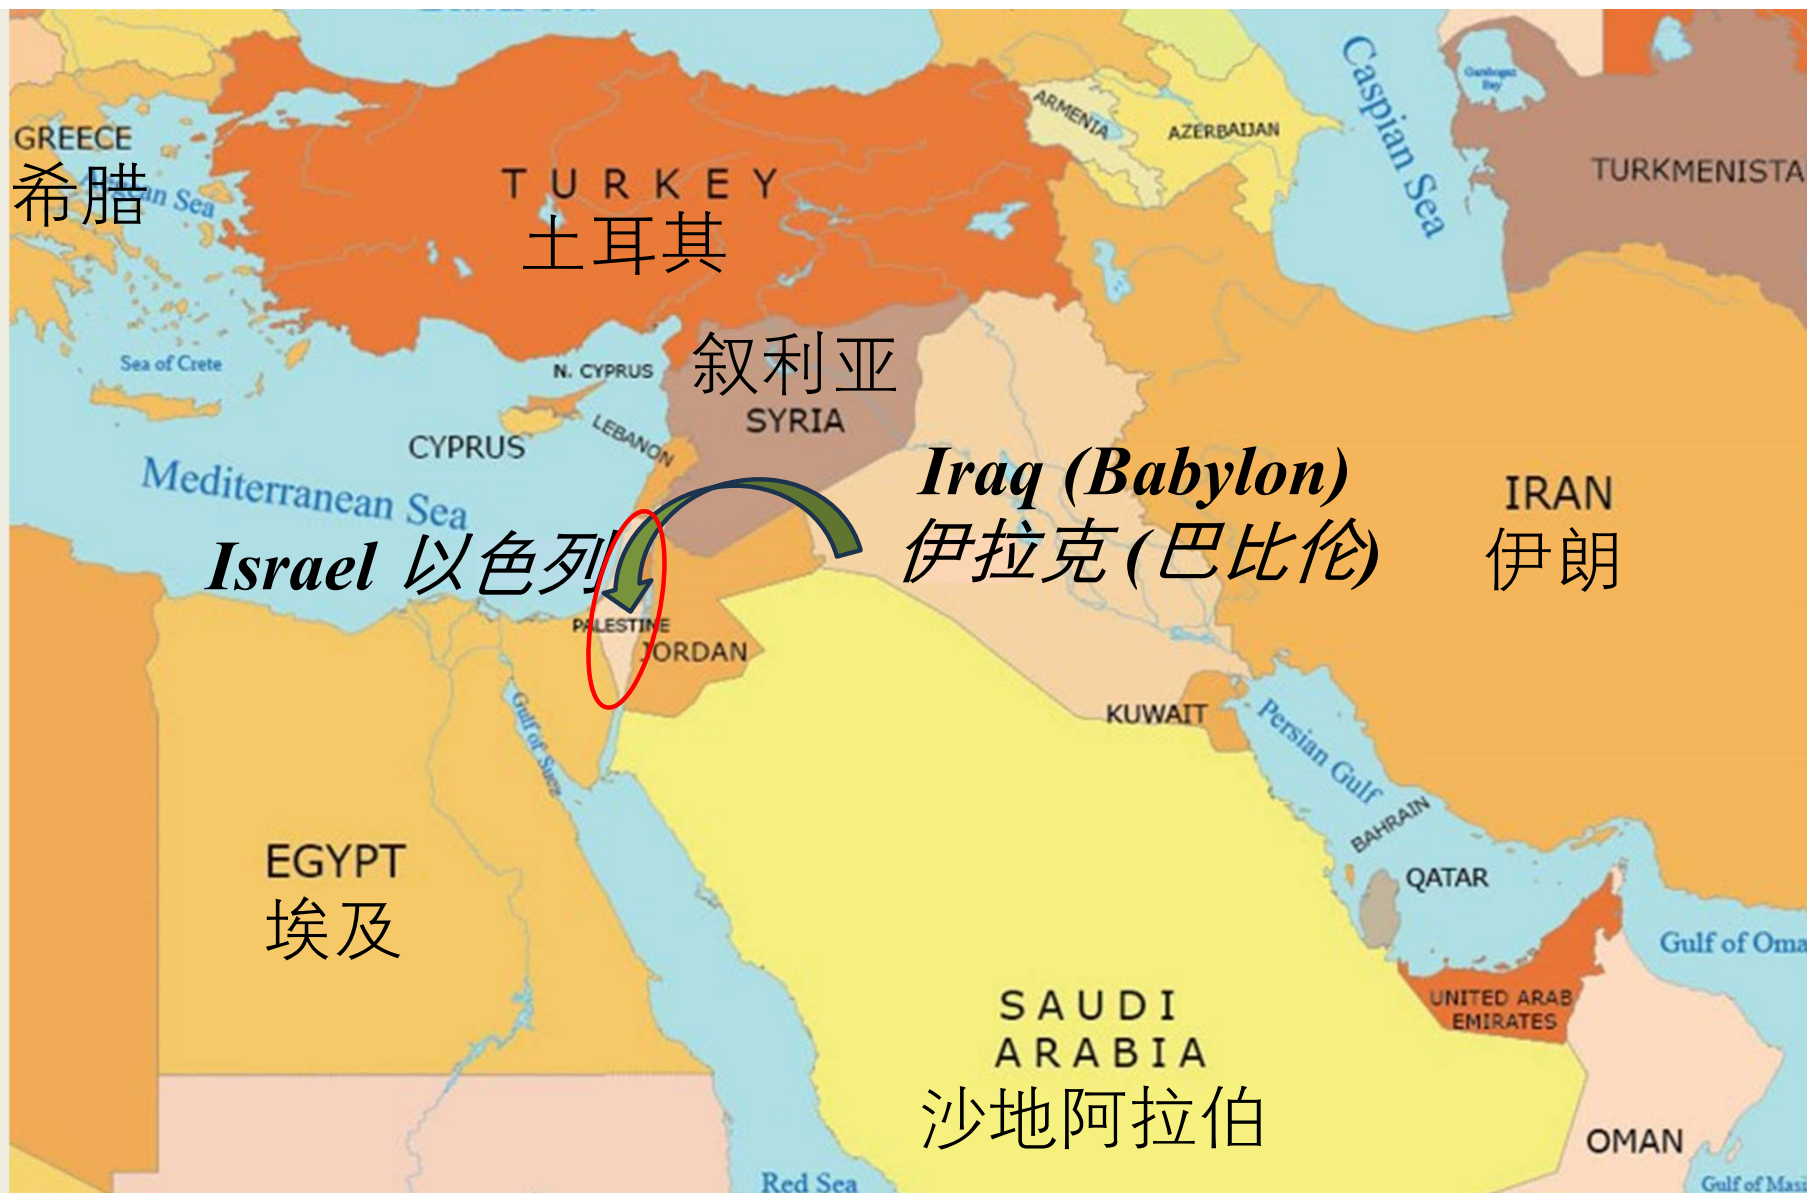 Caspian Sea
Garabogaz
Bay
GREECE
希腊
Aegean Sea
TURKEY
土耳其
ARMENIA
AZERBAIJAN
TURKMENISTA
Sea of Crete
N. CYPRUS
CYPRUS
LEBANON
叙利亚
SYRIA
Mediterranean Sea
Iraq (Babylon)
伊拉克 (巴比伦)
IRAN
伊朗
Israel 以色列
PALESTINE
JORDAN
Gulf of Suez
KUWAIT
Persian Gulf
BAHRAIN
QATAR
EGYPT
埃及
Gulf of Oma
UNITED ARAB
EMIRATES
SAUDI
ARABIA
沙地阿拉伯
OMAN
Red Sea
Gulf of Masi